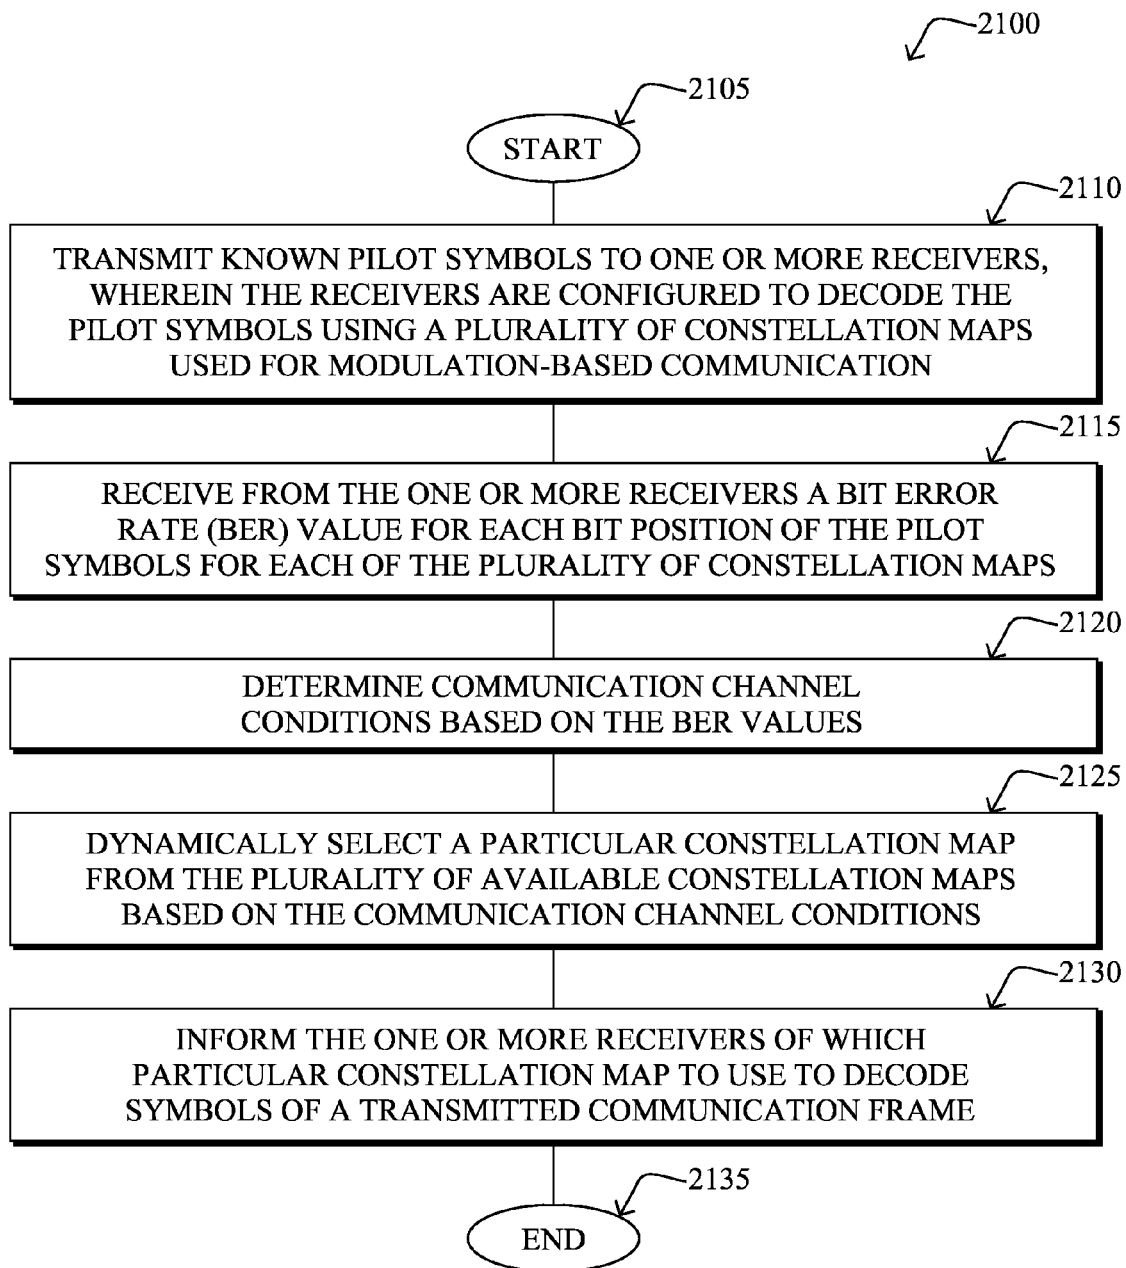 2100
2105
START
2110
TRANSMIT KNOWN PILOT SYMBOLS TO ONE OR MORE RECEIVERS,
WHEREIN THE RECEIVERS ARE CONFIGURED TO DECODE THE
PILOT SYMBOLS USING A PLURALITY OF CONSTELLATION MAPS
USED FOR MODULATION-BASED COMMUNICATION
2115
RECEIVE FROM THE ONE OR MORE RECEIVERS A BIT ERROR
RATE (BER) VALUE FOR EACH BIT POSITION OF THE PILOT
SYMBOLS FOR EACH OF THE PLURALITY OF CONSTELLATION MAPS
2120
DETERMINE COMMUNICATION CHANNEL
CONDITIONS BASED ON THE BER VALUES
2125
DYNAMICALLY SELECT A PARTICULAR CONSTELLATION MAP
FROM THE PLURALITY OF AVAILABLE CONSTELLATION MAPS
BASED ON THE COMMUNICATION CHANNEL CONDITIONS
2130
INFORM THE ONE OR MORE RECEIVERS OF WHICH
PARTICULAR CONSTELLATION MAP TO USE TO DECODE
SYMBOLS OF A TRANSMITTED COMMUNICATION FRAME
2135
END